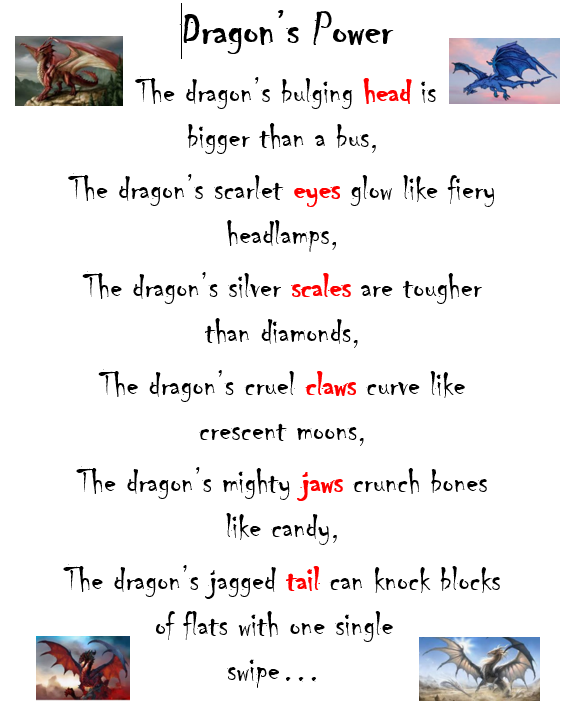 Dragon's Power
The dragon's bulging head is
bigger than a bus,
The dragon's scarlet eyes glow like fiery
headlamps,
The dragon's silver scales are tougher
than diamonds,
The dragon's cruel claws curve like
crescent moons,
The dragon's mighty jaws crunch bones
like candy,
The dragon's jagged tail can knock blocks
of flats with one single
swipe...